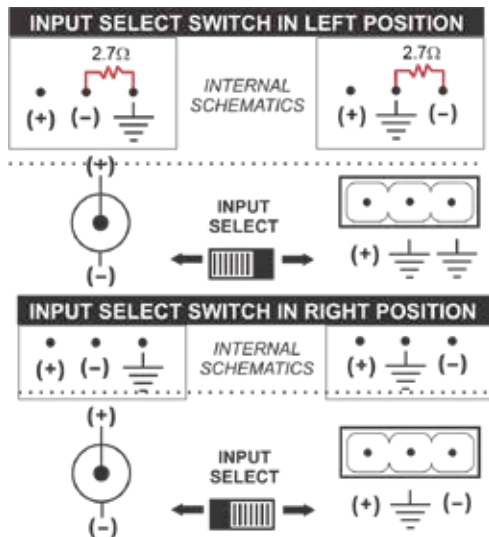 INPUT SELECT SWITCH IN LEFT POSITION
2.7Ω 2.7Ω
INTERNAL
SCHEMATICS
(+) (−) (+) (−)
(+)
INPUT
SELECT
(−) (+)
INPUT SELECT SWITCH IN RIGHT POSITION
INTERNAL
SCHEMATICS
(+) (−) (+) (−)
(+)
INPUT
SELECT
(−) (+) (−)